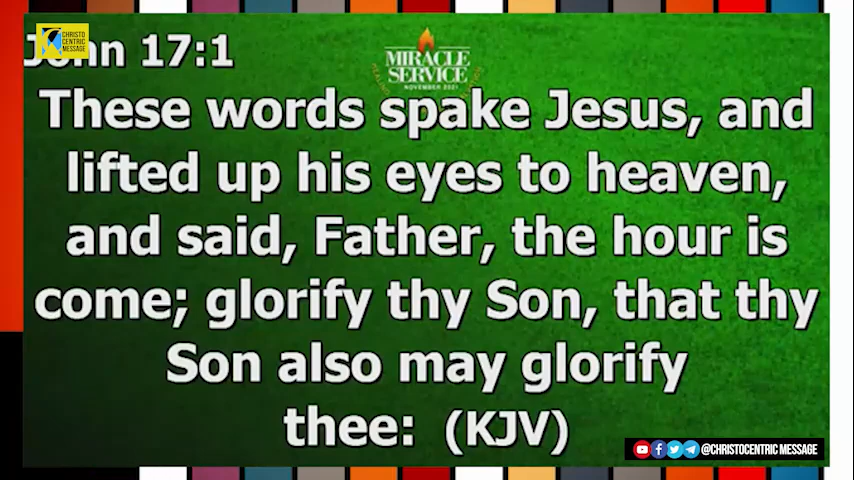 CHRISTO
CENTRIC
MESSAGE
John 17:1
MIRACLE
SERVICE
NOVEMBER 2021
These words spake Jesus, and
lifted up his eyes to heaven,
and said, Father, the hour is
come; glorify thy Son, that thy
Son also may glorify
thee: (KJV)
@CHRISTOCENTRIC MESSAGE